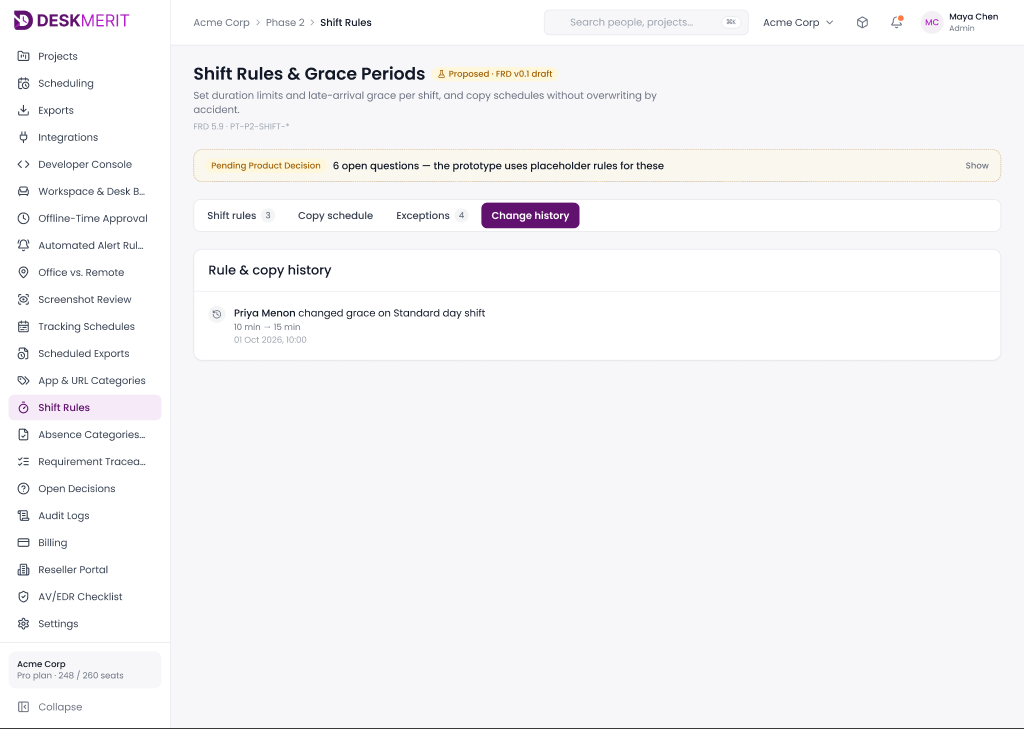 DESKMERIT
Acme Corp > Phase 2 > Shift Rules
Search people, projects...
⌘K
Acme Corp
MC
Maya Chen
Admin
Projects
Scheduling
Exports
Integrations
Developer Console
Workspace & Desk B...
Offline-Time Approval
Automated Alert Rul...
Office vs. Remote
Screenshot Review
Tracking Schedules
Scheduled Exports
App & URL Categories
Shift Rules
Absence Categories...
Requirement Tracea...
Open Decisions
Audit Logs
Billing
Reseller Portal
AV/EDR Checklist
Settings
Acme Corp
Pro plan · 248 / 260 seats
Collapse
Shift Rules & Grace Periods
Proposed · FRD v0.1 draft
Set duration limits and late-arrival grace per shift, and copy schedules without overwriting by
accident.
FRD 5.9 · PT-P2-SHIFT-*
Pending Product Decision
6 open questions — the prototype uses placeholder rules for these
Show
Shift rules 3
Copy schedule
Exceptions 4
Change history
Rule & copy history
Priya Menon changed grace on Standard day shift
10 min → 15 min
01 Oct 2026, 10:00